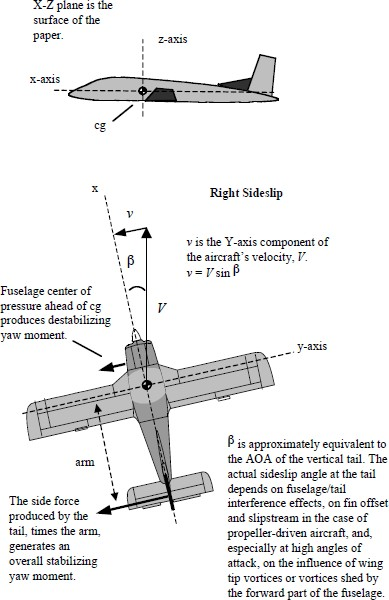 X-Z plane is the
surface of the
paper.
z-axis
x-axis
cg
x
Right Sideslip
v
v is the Y-axis component of
the aircraft's velocity, V.
v = V sin β
β
V
Fuselage center of
pressure ahead of cg
produces destabilizing
yaw moment.
y-axis
arm
β is approximately equivalent to
the AOA of the vertical tail. The
actual sideslip angle at the tail
depends on fuselage/tail
interference effects, on fin offset
and slipstream in the case of
propeller-driven aircraft, and,
especially at high angles of
attack, on the influence of wing
tip vortices or vortices shed by
the forward part of the fuselage.
The side force
produced by the
tail, times the arm,
generates an
overall stabilizing
yaw moment.